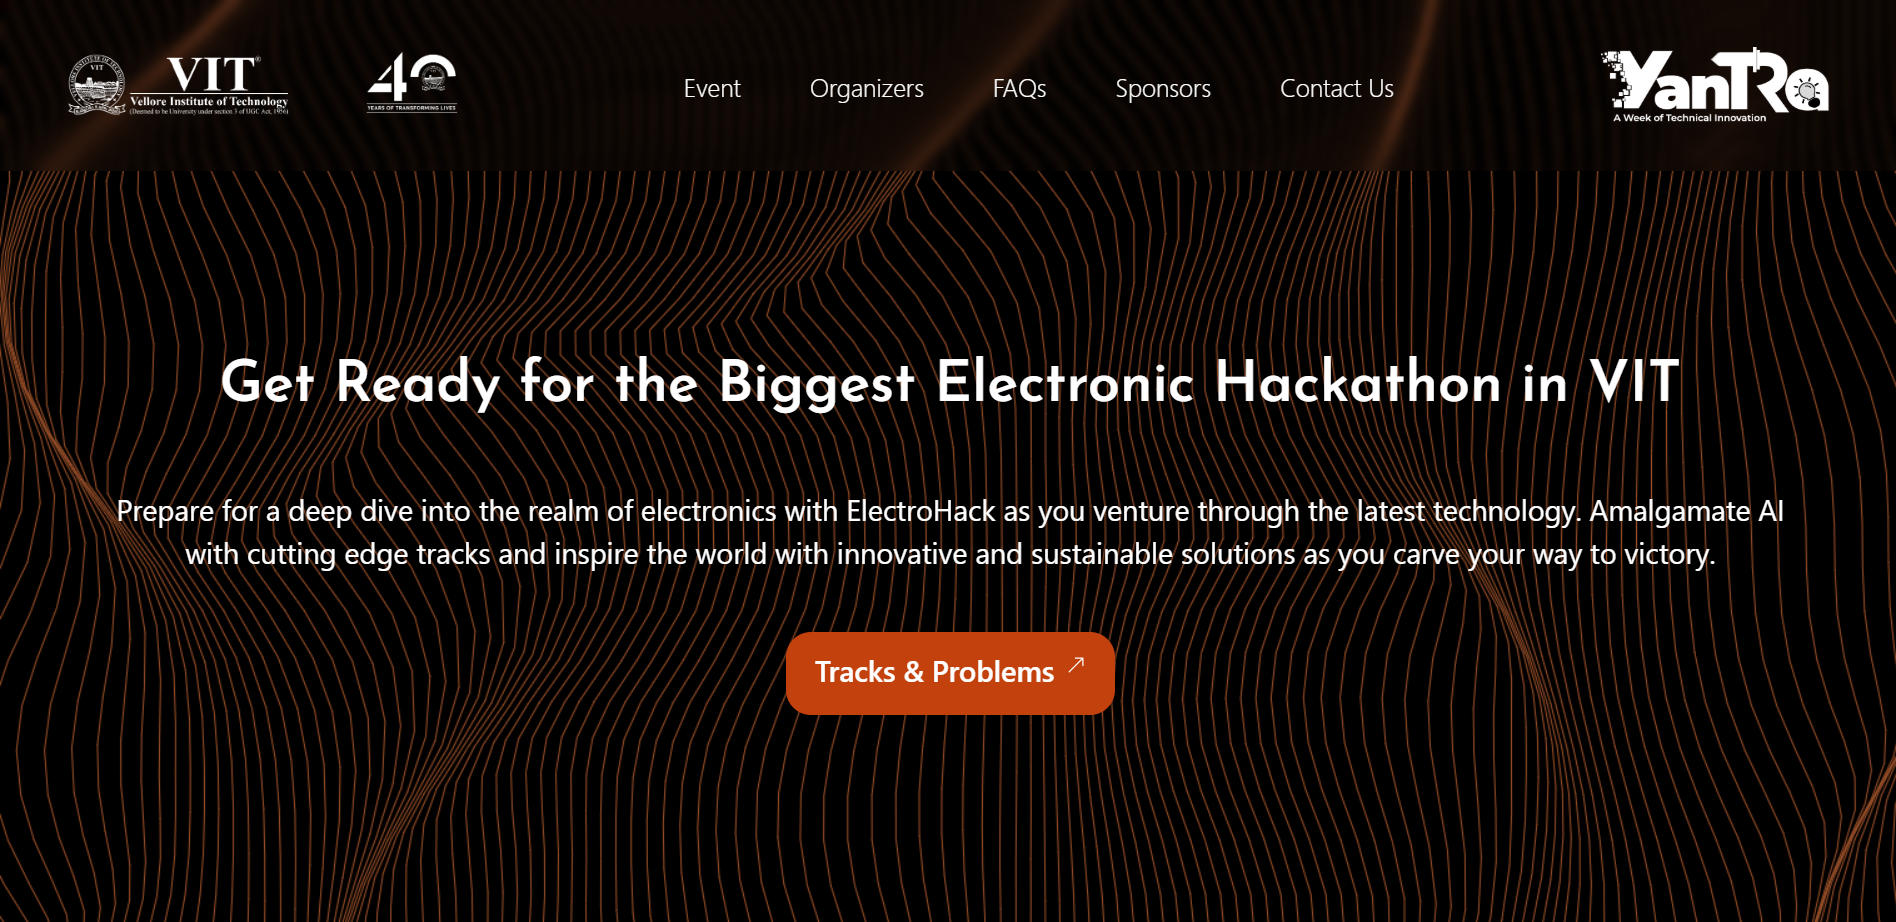 VIT
Vellore Institute of Technology
(Deemed to be University under section 3 of UGC Act, 1956)
VIT
40
YEARS OF TRANSFORMING LIVES
Event
Organizers
FAQs
Sponsors
Contact Us
YanTRa
A Week of Technical Innovation
Get Ready for the Biggest Electronic Hackathon in VIT
Prepare for a deep dive into the realm of electronics with ElectroHack as you venture through the latest technology. Amalgamate AI
with cutting edge tracks and inspire the world with innovative and sustainable solutions as you carve your way to victory.
Tracks & Problems